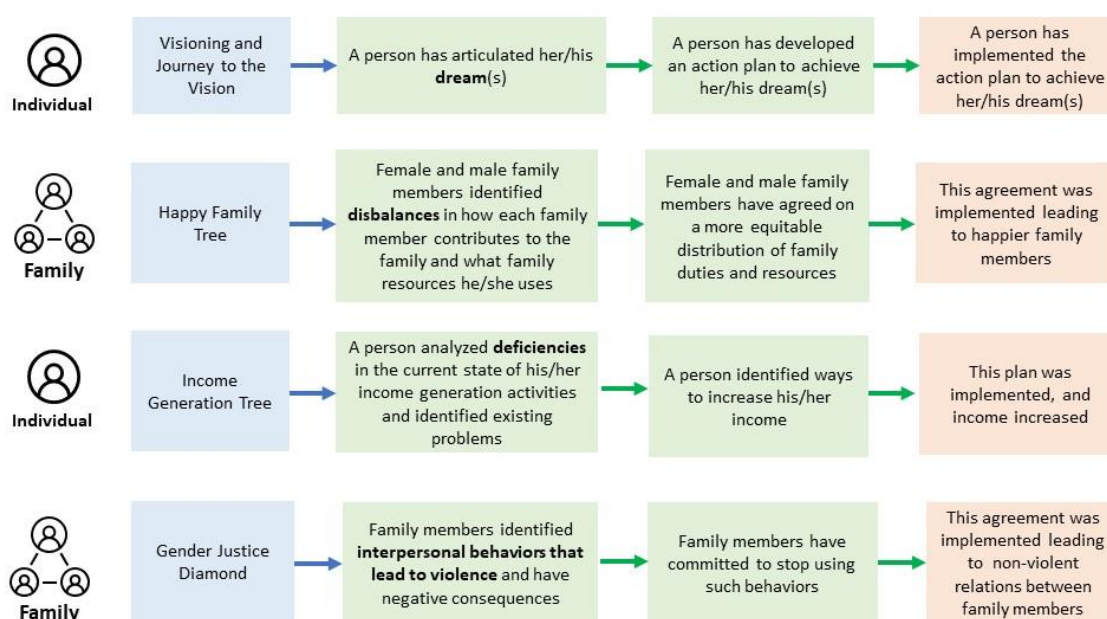 Individual
Visioning and
Journey to the
Vision
A person has articulated her/his
dream(s)
A person has developed
an action plan to achieve
her/his dream(s)
A person has
implemented the
action plan to achieve
her/his dream(s)
Family
Happy Family
Tree
Female and male family
members identified
disbalances in how each family
member contributes to the
family and what family
resources he/she uses
Female and male family
members have agreed on
a more equitable
distribution of family
duties and resources
This agreement was
implemented leading
to happier family
members
Individual
Income
Generation Tree
A person analyzed deficiencies
in the current state of his/her
income generation activities
and identified existing
problems
A person identified ways
to increase his/her
income
This plan was
implemented, and
income increased
Family
Gender Justice
Diamond
Family members identified
interpersonal behaviors that
lead to violence and have
negative consequences
Family members have
committed to stop using
such behaviors
This agreement was
implemented leading
to non-violent
relations between
family members